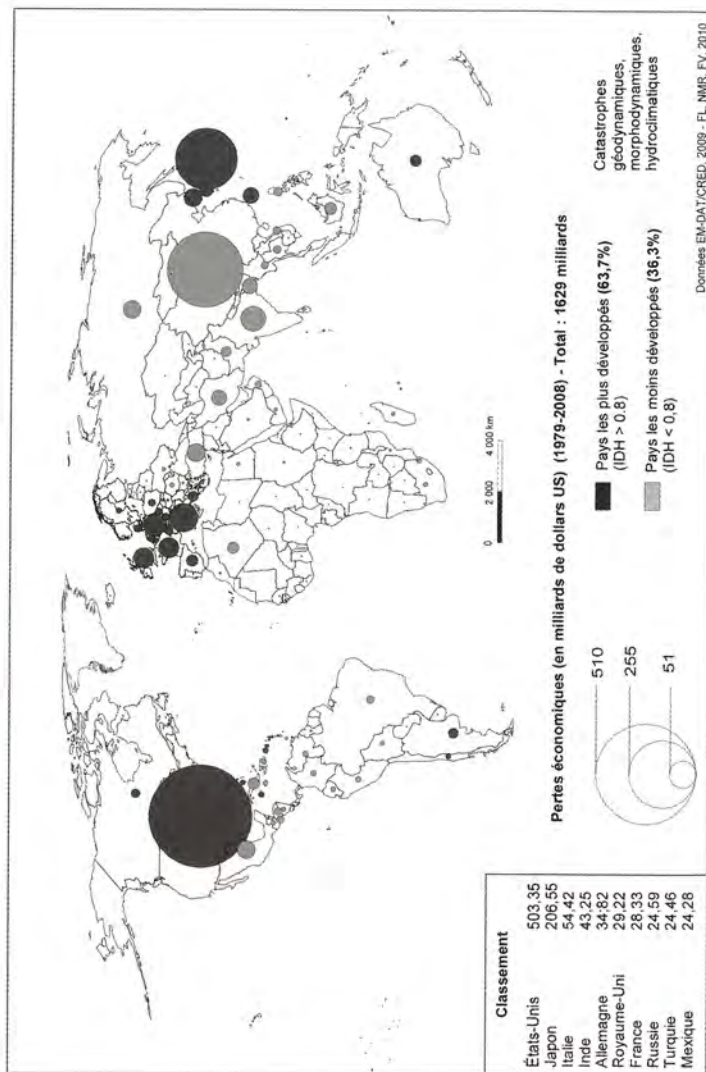 Classement
États-Unis 503,35
Japon 206,55
Italie 54,42
Inde 43,25
Allemagne 34,82
Royaume-Uni 29,22
France 28,33
Russie 24,59
Turquie 24,46
Mexique 24,28
0 2 000 4 000 km
Pertes économiques (en milliards de dollars US) (1979-2008) - Total : 1629 milliards
510
255
51
Pays les plus développés (63,7%)
(IDH > 0.8)
Pays les moins développés (36,3%)
(IDH < 0,8)
Catastrophes
géodynamiques,
morphodynamiques,
hydroclimatiques
Données EM-DAT/CRED, 2009 - FL, NMR, FV, 2010